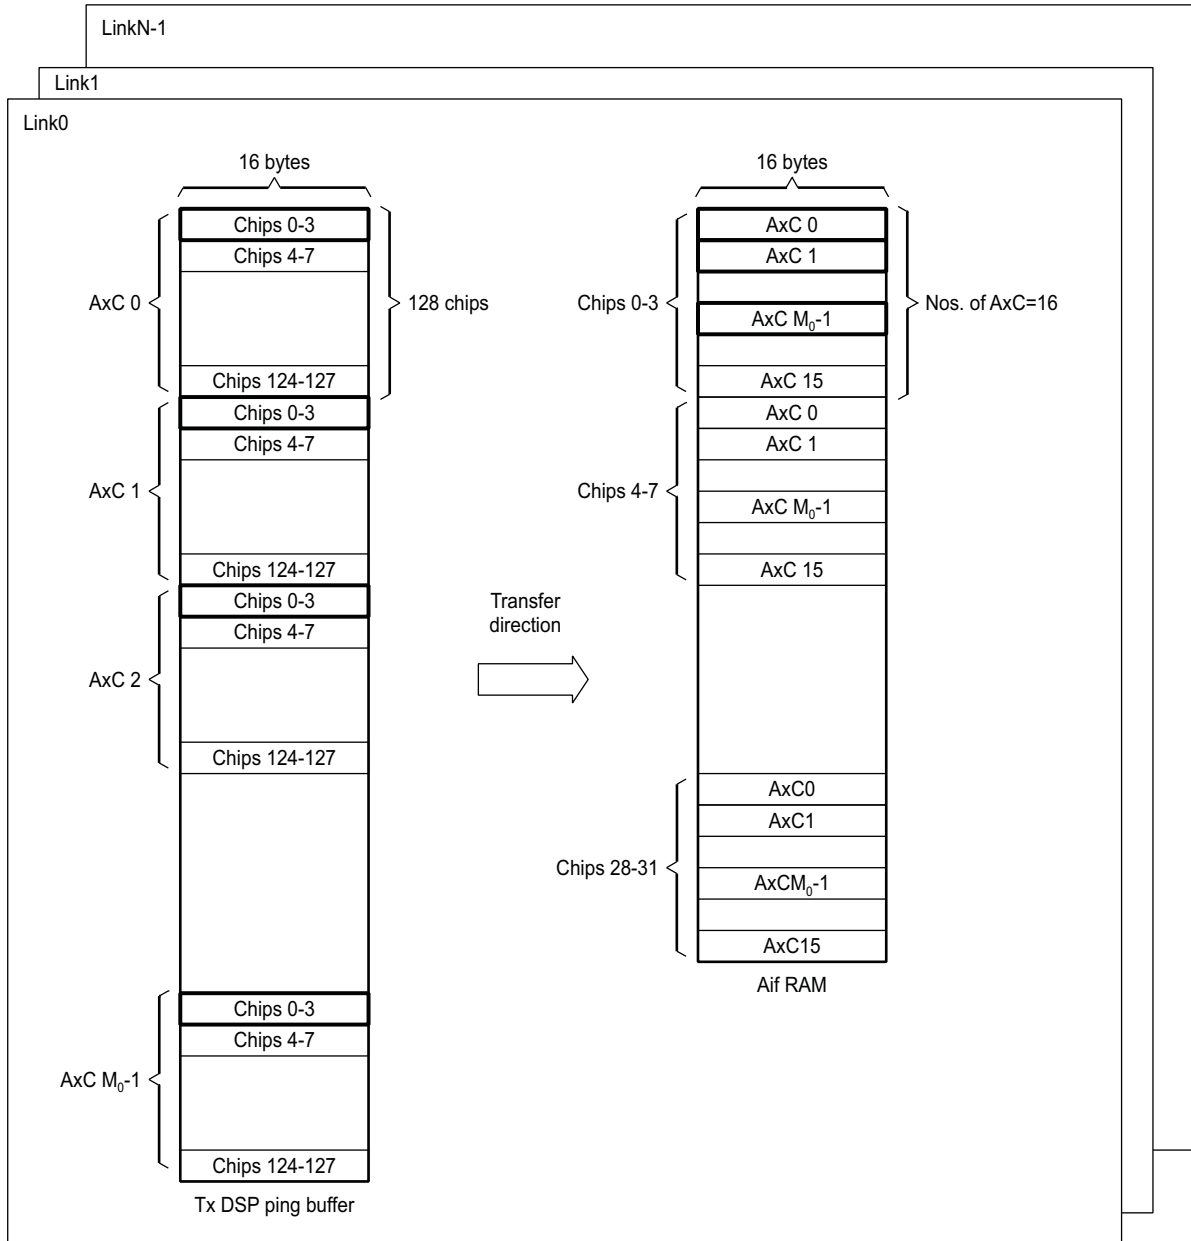 LinkN-1
Link1
Link0
16 bytes
Chips 0-3
Chips 4-7
AxC 0
128 chips
Chips 124-127
Chips 0-3
Chips 4-7
AxC 1
Chips 124-127
Chips 0-3
Chips 4-7
AxC 2
Chips 124-127
Chips 0-3
Chips 4-7
AxC M₀-1
Chips 124-127
Tx DSP ping buffer
Transfer
direction
16 bytes
AxC 0
AxC 1
Chips 0-3
Nos. of AxC=16
AxC M₀-1
AxC 15
AxC 0
AxC 1
Chips 4-7
AxC M₀-1
AxC 15
AxC0
AxC1
Chips 28-31
AxCM₀-1
AxC15
Aif RAM